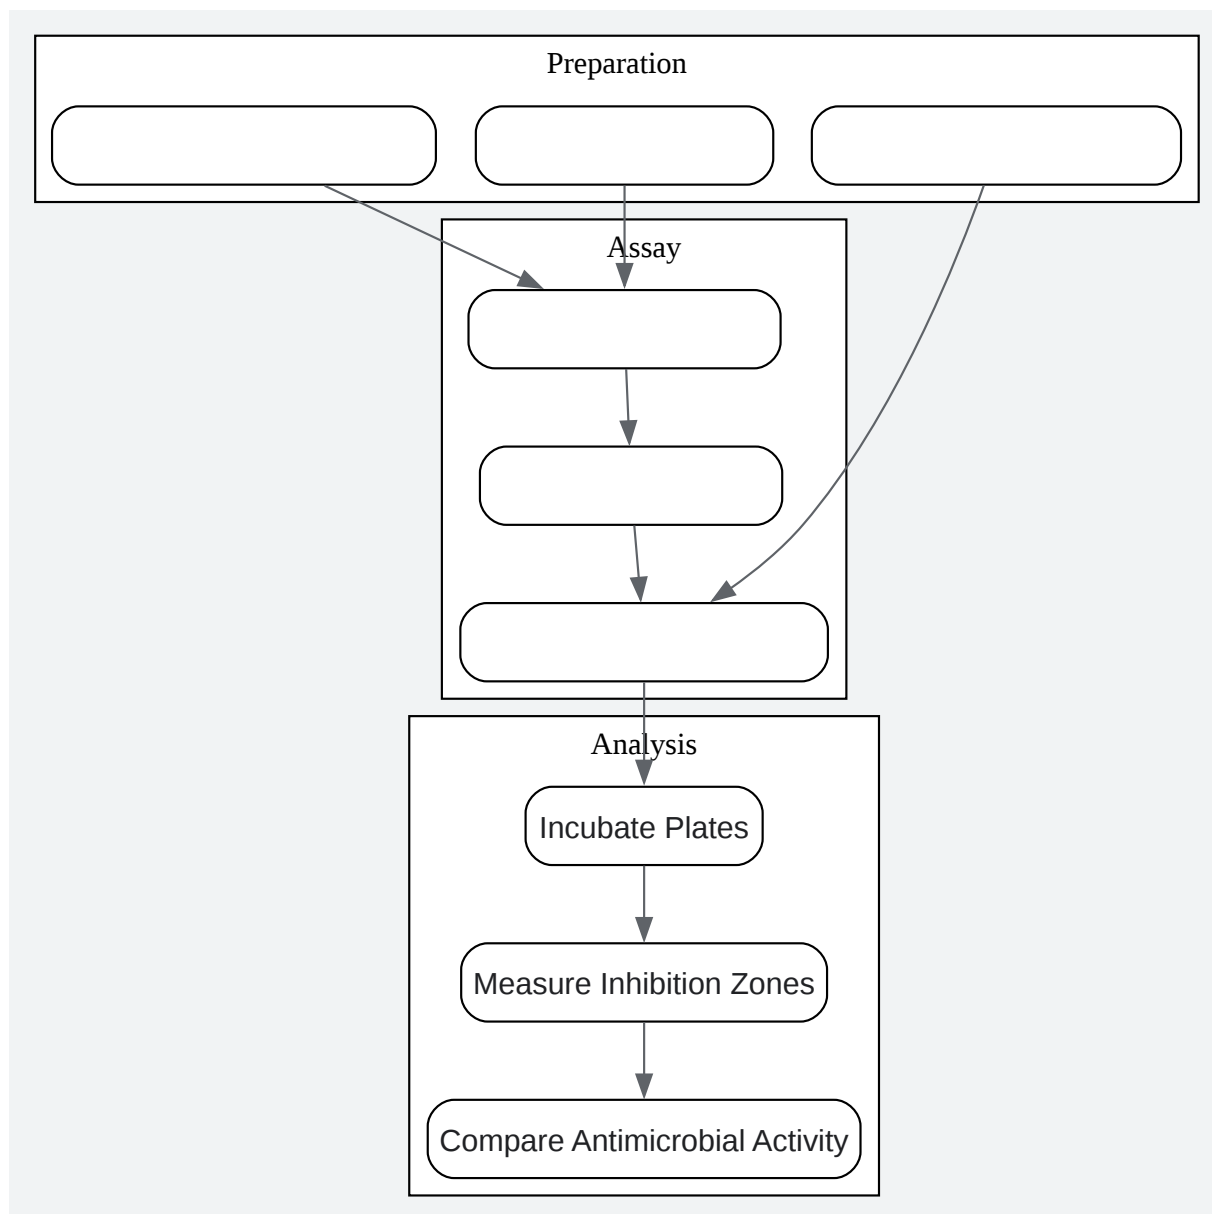 Preparation
Assay
Analysis
Incubate Plates
Measure Inhibition Zones
Compare Antimicrobial Activity